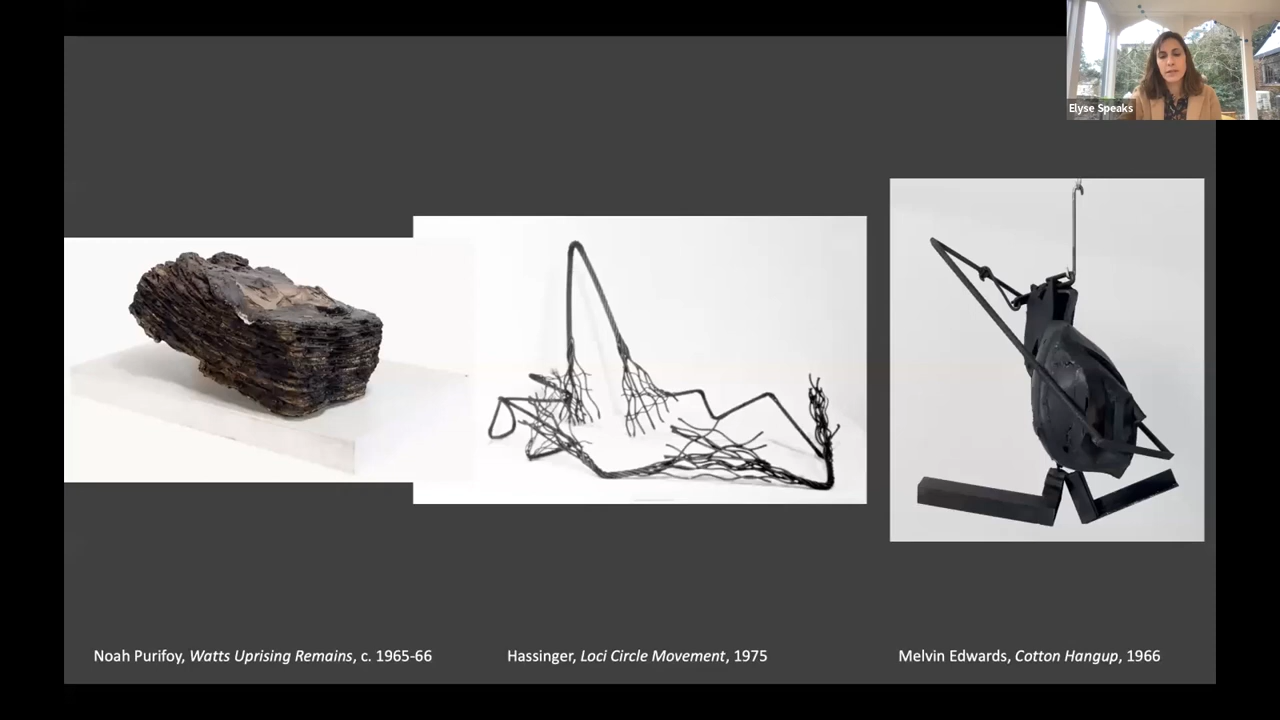 Elyse Speaks
Noah Purifoy, Watts Uprising Remains, c. 1965-66
Hassinger, Loci Circle Movement, 1975
Melvin Edwards, Cotton Hangup, 1966